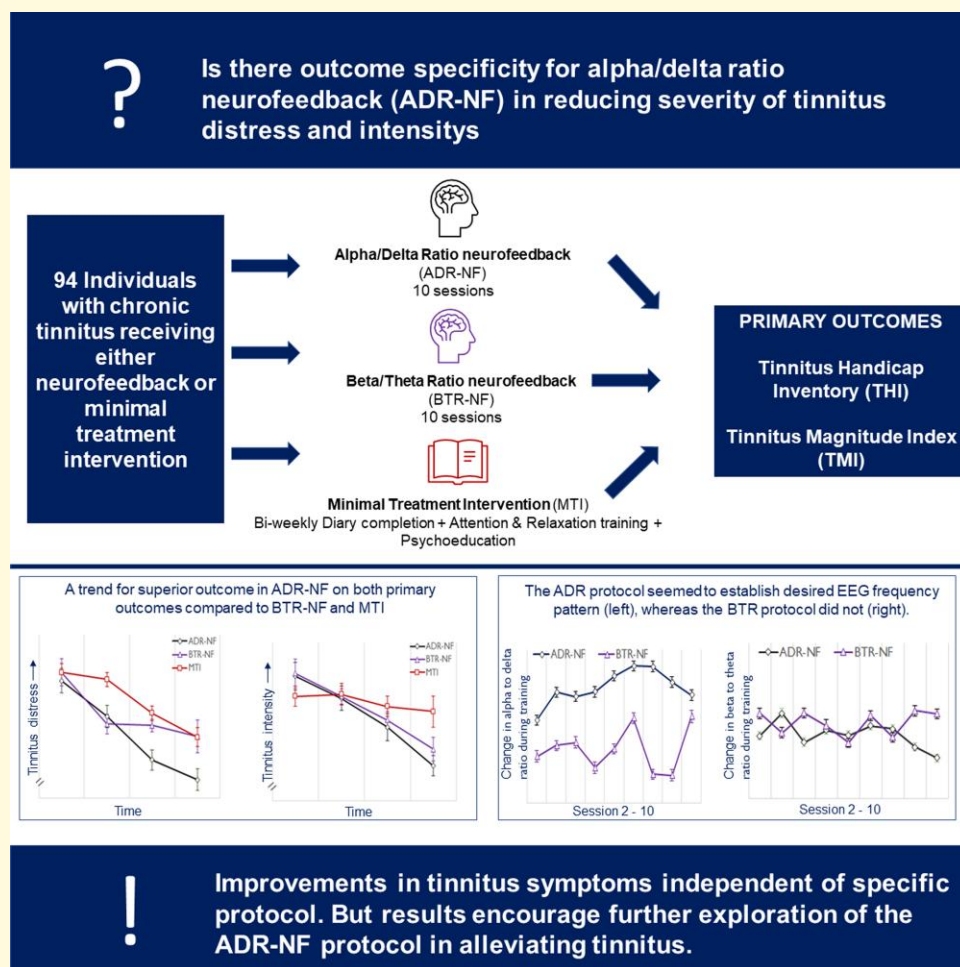 ?
Is there outcome specificity for alpha/delta ratio
neurofeedback (ADR-NF) in reducing severity of tinnitus
distress and intensitys
94 Individuals
with chronic
tinnitus receiving
either
neurofeedback or
minimal
treatment
intervention
Alpha/Delta Ratio neurofeedback
(ADR-NF)
10 sessions
Beta/Theta Ratio neurofeedback
(BTR-NF)
10 sessions
Minimal Treatment Intervention (MTI)
Bi-weekly Diary completion + Attention & Relaxation training +
Psychoeducation
PRIMARY OUTCOMES
Tinnitus Handicap
Inventory (THI)
Tinnitus Magnitude Index
(TMI)
A trend for superior outcome in ADR-NF on both primary
outcomes compared to BTR-NF and MTI
ADR-NF
BTR-NF
MTI
Tinnitus distress
Time
ADR-NF
BTR-NF
MTI
Tinnitus intensity
Time
The ADR protocol seemed to establish desired EEG frequency
pattern (left), whereas the BTR protocol did not (right).
ADR-NF BTR-NF
Change in alpha to delta
ratio during training
Session 2 - 10
ADR-NF BTR-NF
Change in beta to theta
ratio during training
Session 2 - 10
!
Improvements in tinnitus symptoms independent of specific
protocol. But results encourage further exploration of the
ADR-NF protocol in alleviating tinnitus.